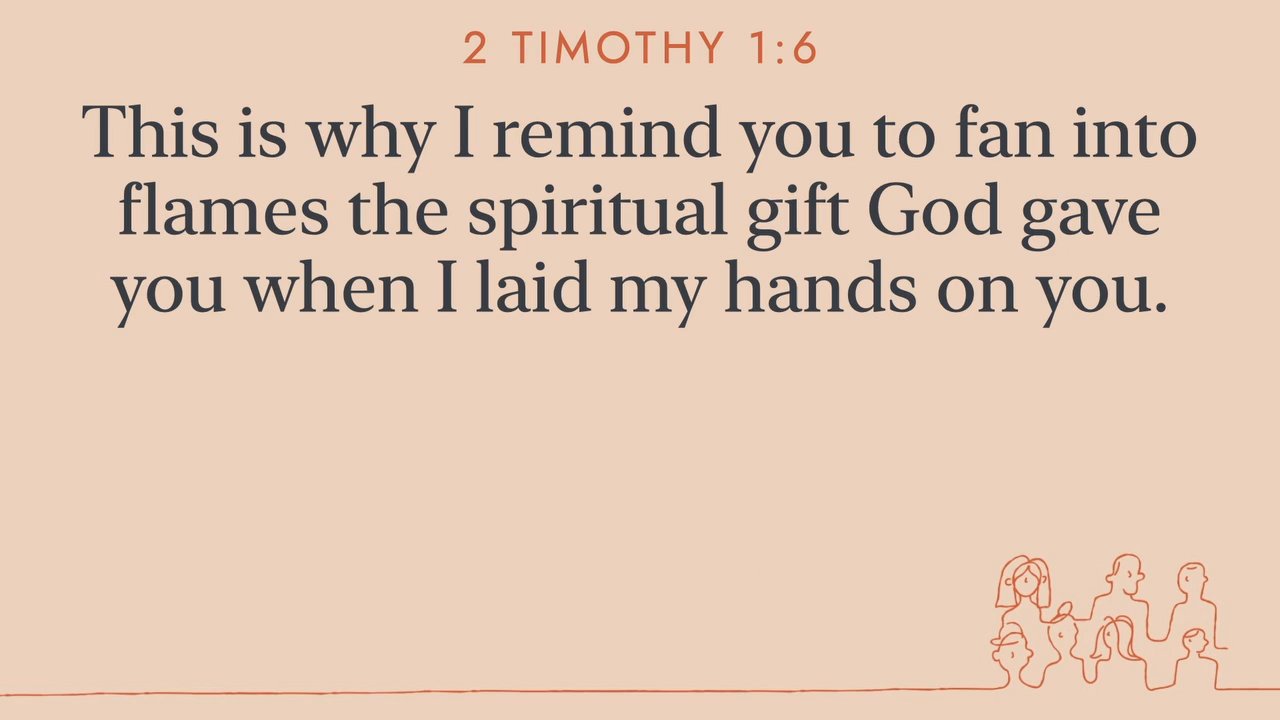 2 TIMOTHY 1:6
This is why I remind you to fan into
flames the spiritual gift God gave
you when I laid my hands on you.